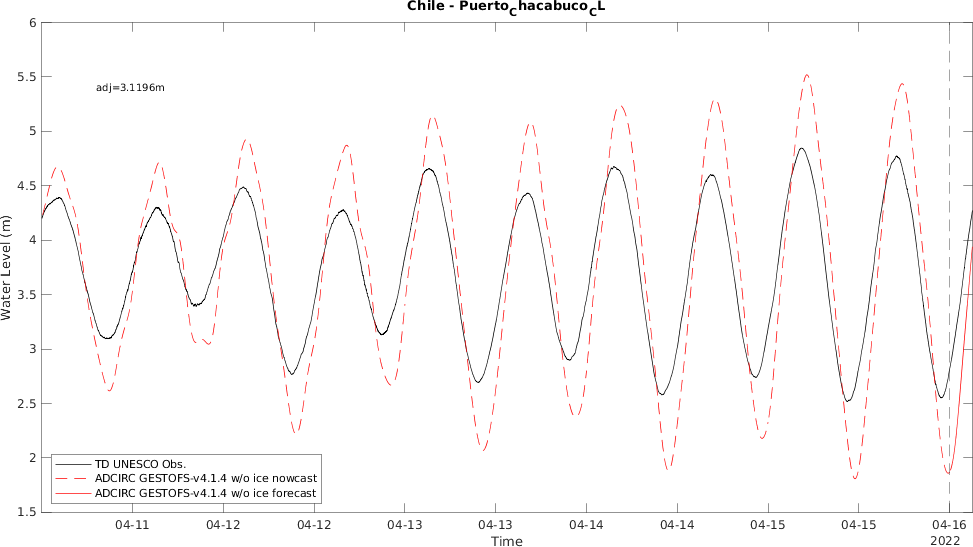 Chile - PuertoChacabucoCL
6
5.5
adj=3.1196m
5
4.5
4
Water Level (m)
3.5
3
2.5
2
TD UNESCO Obs.
ADCIRC GESTOFS-v4.1.4 w/o ice nowcast
ADCIRC GESTOFS-v4.1.4 w/o ice forecast
1.5
04-11 04-12 04-12 04-13 04-13 04-14 04-14 04-15 04-15 04-16
Time 2022